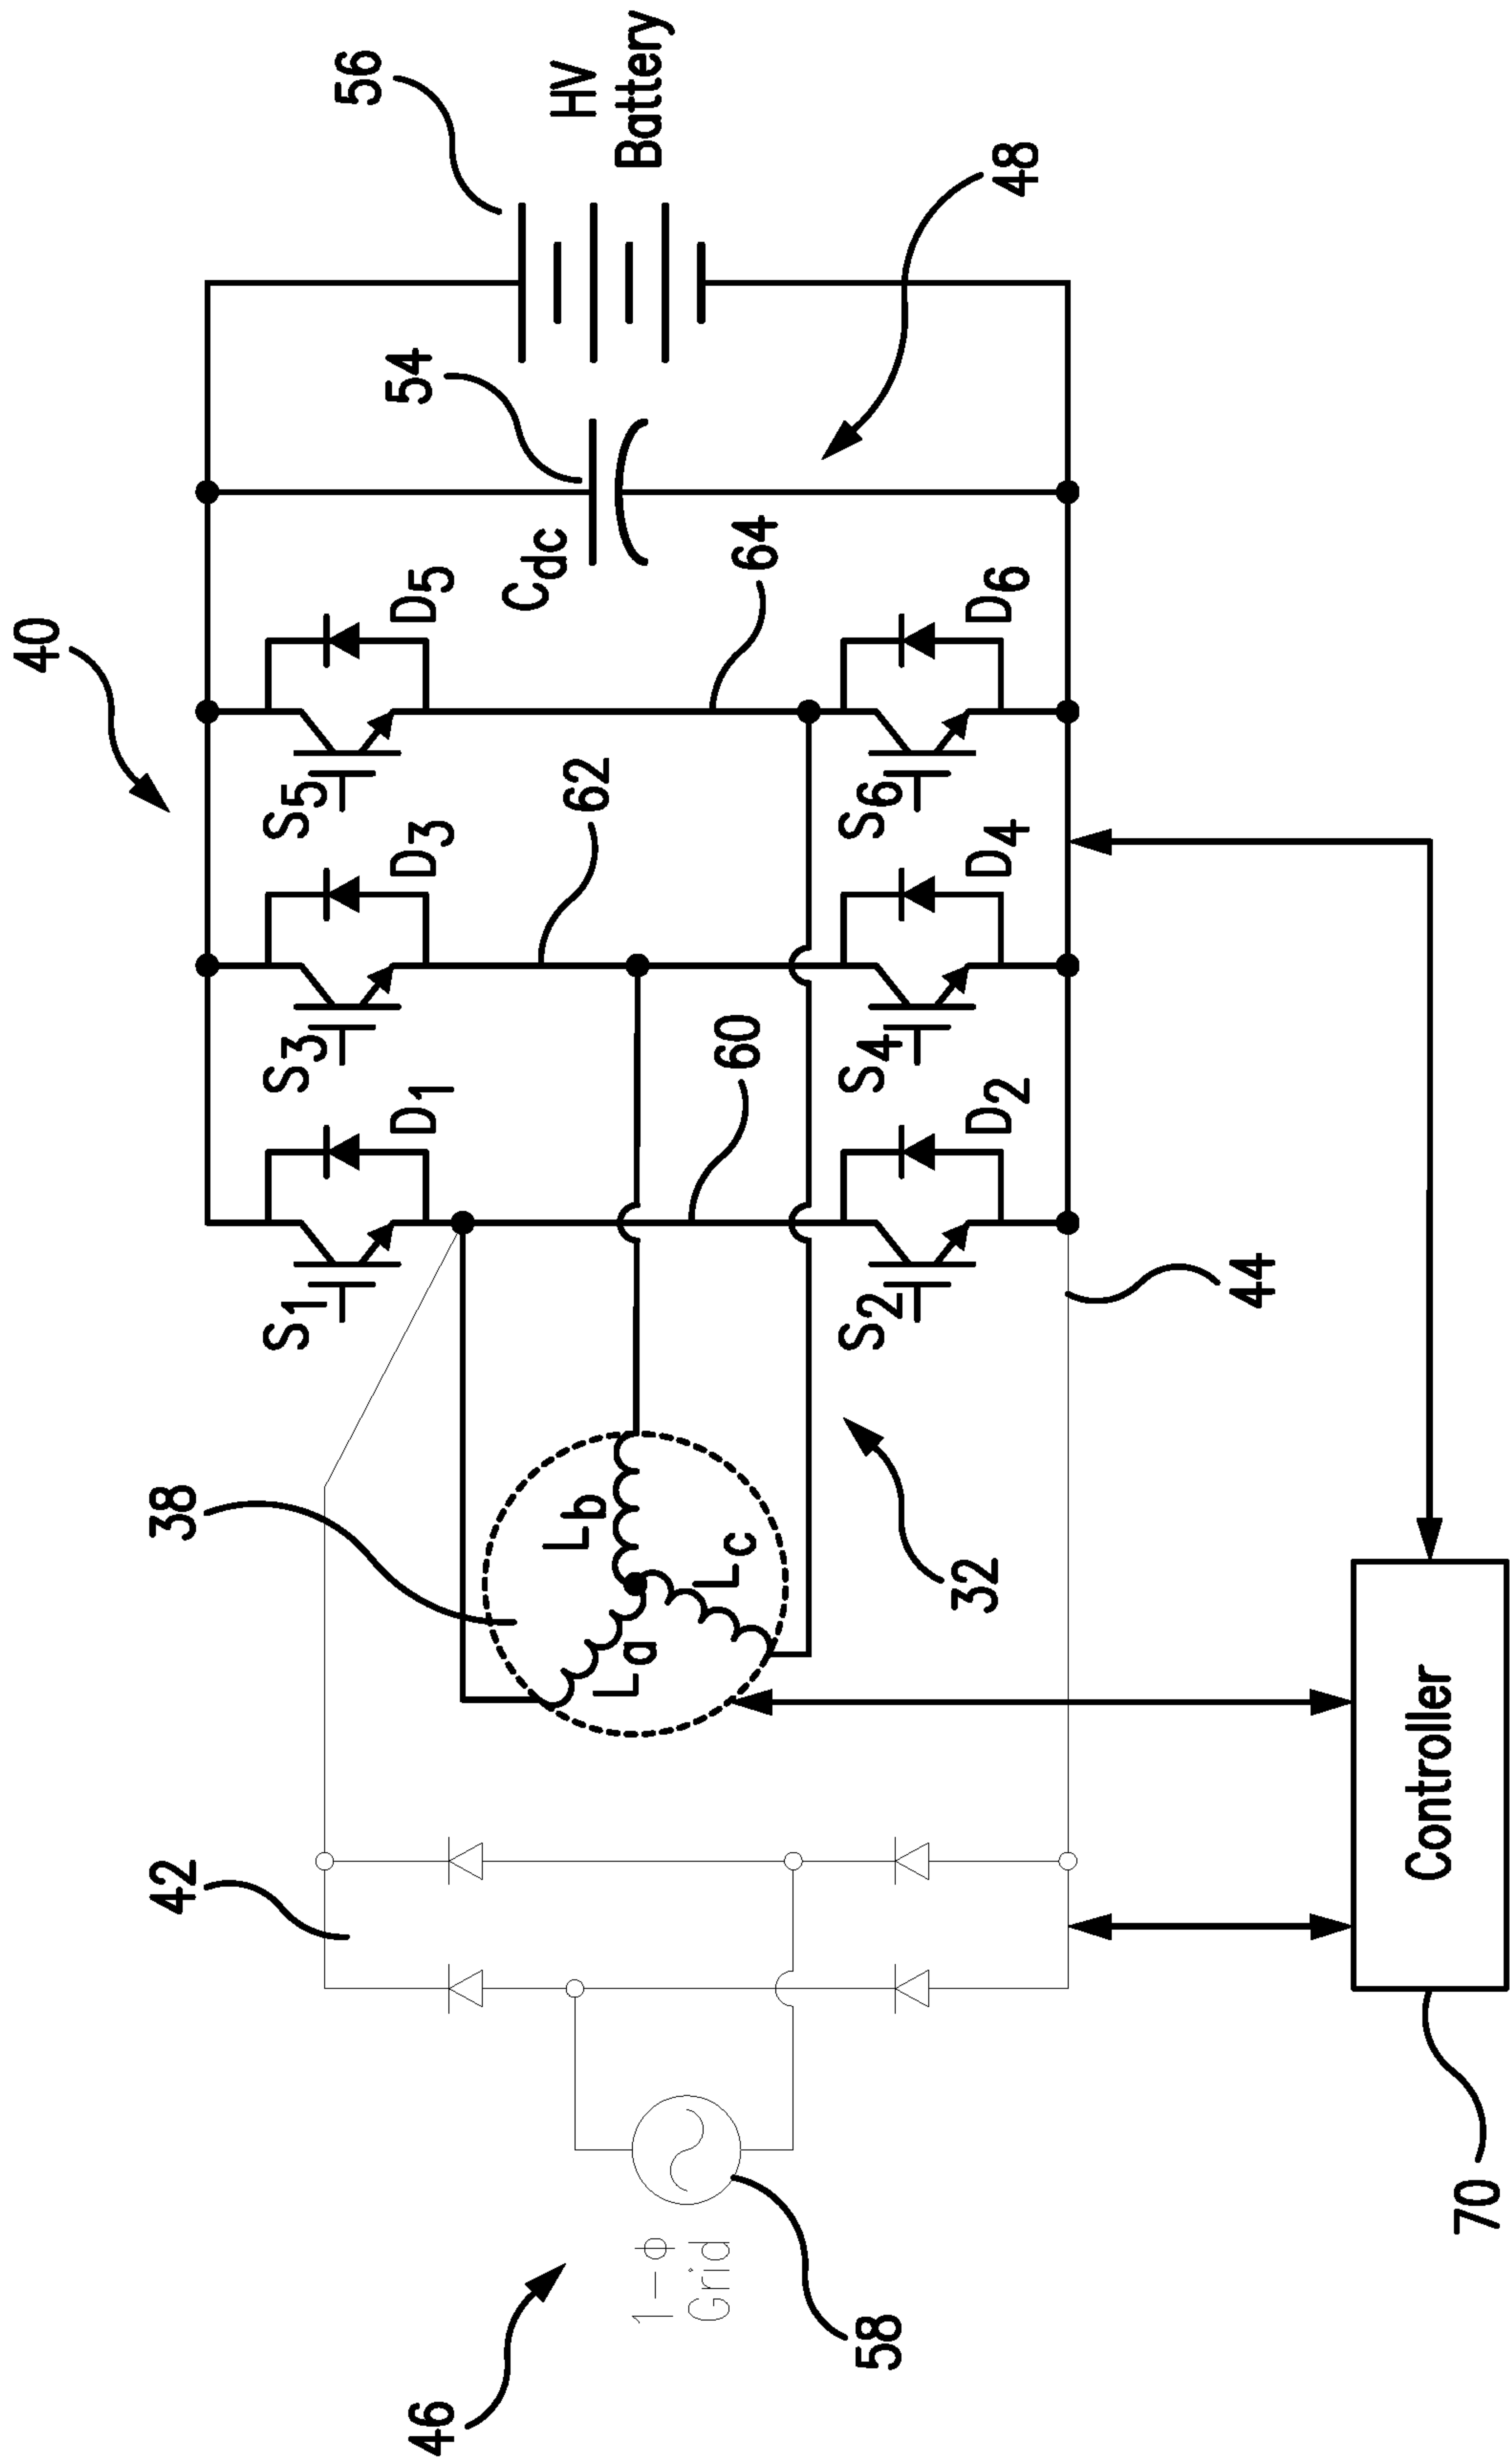 40
56
HV
Battery
54
Cdc
48
S5
D5
S3
D3
S1
D1
62
64
60
S6
D6
S4
D4
S2
D2
44
38
La
Lb
Lc
32
42
46
1-ϕ
Grid
58
Controller
70